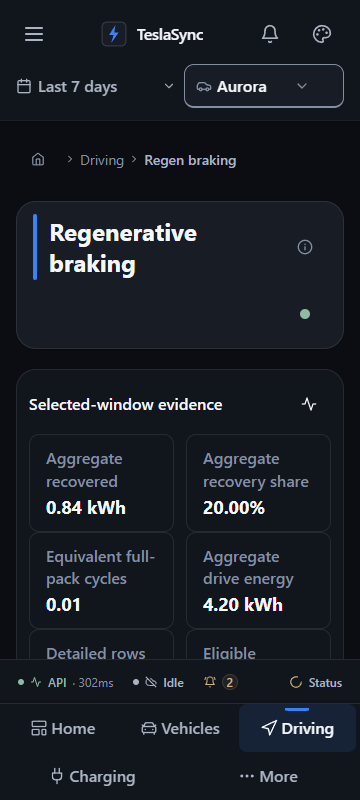 TeslaSync
Last 7 days
Aurora
Driving
Regen braking
Regenerative
braking
Selected-window evidence
Aggregate
recovered
0.84 kWh
Aggregate
recovery share
20.00%
Equivalent full-
pack cycles
0.01
Aggregate
drive energy
4.20 kWh
Detailed rows
Eligible
API · 302ms
Idle
2
Status
Home
Vehicles
Driving
Charging
More